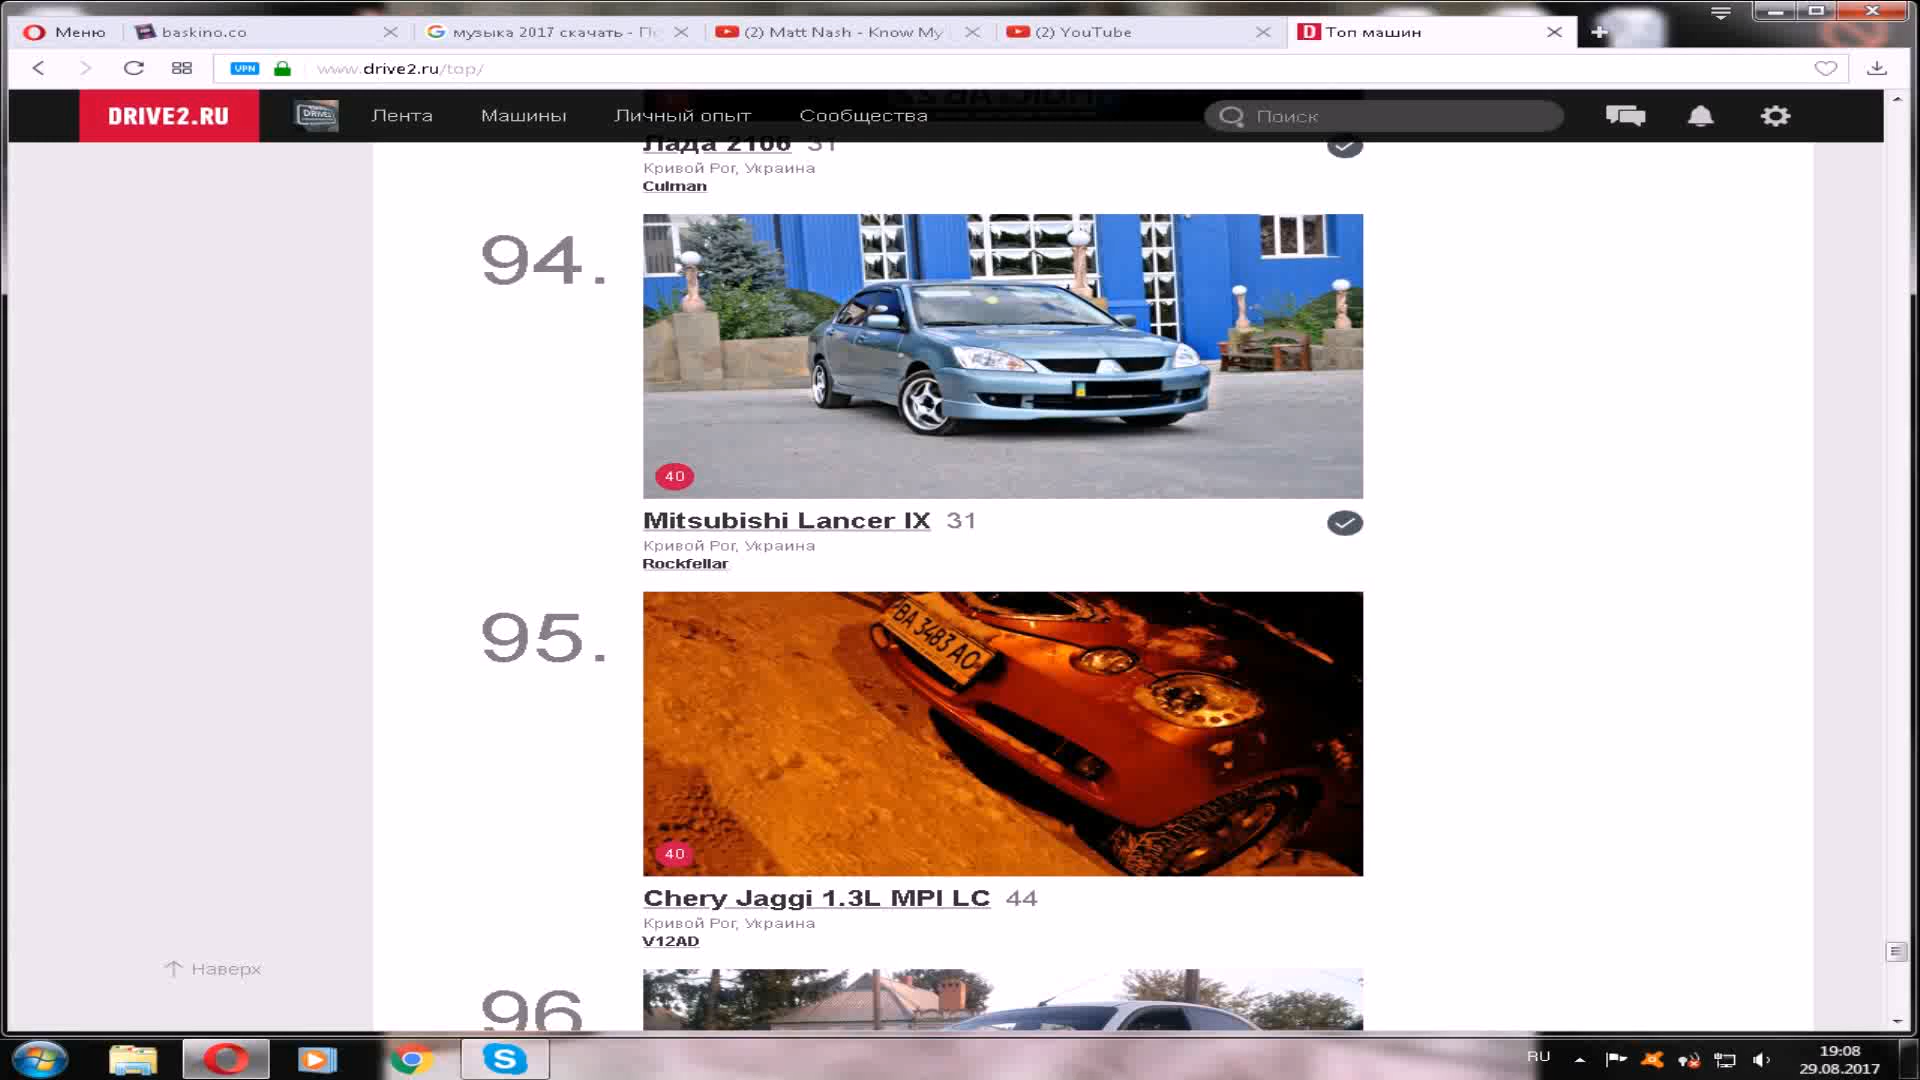 Меню
baskino.co
музыка 2017 скачать - По
(2) Matt Nash - Know My
(2) YouTube
Топ машин
VPN
www.drive2.ru/top/
DRIVE2.RU
Лента
Машины
Личный опыт
Сообщества
Поиск
Лада 2106 31
Кривой Рог, Украина
Culman
94.
40
Mitsubishi Lancer IX 31
Кривой Рог, Украина
Rockfellar
95.
BA 3483 AO
40
Chery Jaggi 1.3L MPI LC 44
Кривой Рог, Украина
V12AD
96
Наверх
RU
19:08
29.08.2017